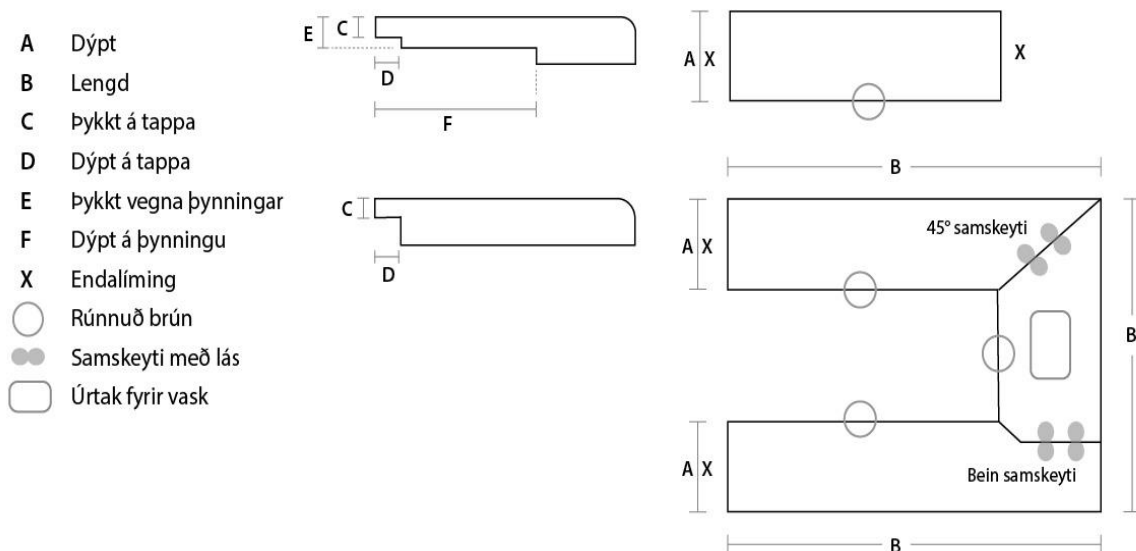 A Dýpt
B Lengd
C Þykkt á tappa
D Dýpt á tappa
E Þykkt vegna þynningar
F Dýpt á þynningu
X Endalíming
Rúnnuð brún
Samskeyti með lás
Úrtak fyrir vask
E C
D
F
C
D
A X X
B
A X
45° samskeyti
B
A X
Bein samskeyti
B